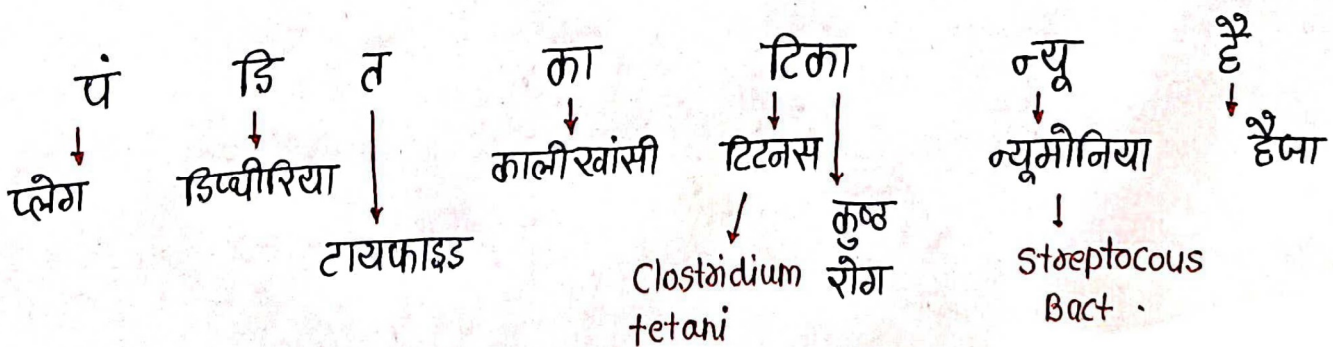 पं डि त का टिका न्यू है
प्लेग डिप्थीरिया कालीखांसी टिटनस न्यूमोनिया हैजा
टायफाइड कुष्ठ
रोग
Clostridium Streptocous
tetani Bact .